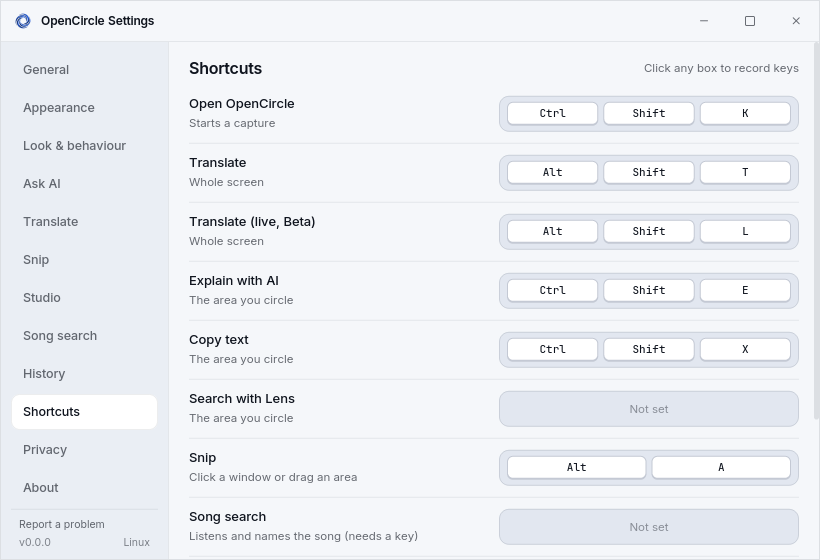 OpenCircle Settings
General
Appearance
Look & behaviour
Ask AI
Translate
Snip
Studio
Song search
History
Shortcuts
Privacy
About
Report a problem
v0.0.0 Linux
Shortcuts Click any box to record keys
Open OpenCircle
Starts a capture
Ctrl Shift K
Translate
Whole screen
Alt Shift T
Translate (live, Beta)
Whole screen
Alt Shift L
Explain with AI
The area you circle
Ctrl Shift E
Copy text
The area you circle
Ctrl Shift X
Search with Lens
The area you circle
Not set
Snip
Click a window or drag an area
Alt A
Song search
Listens and names the song (needs a key)
Not set